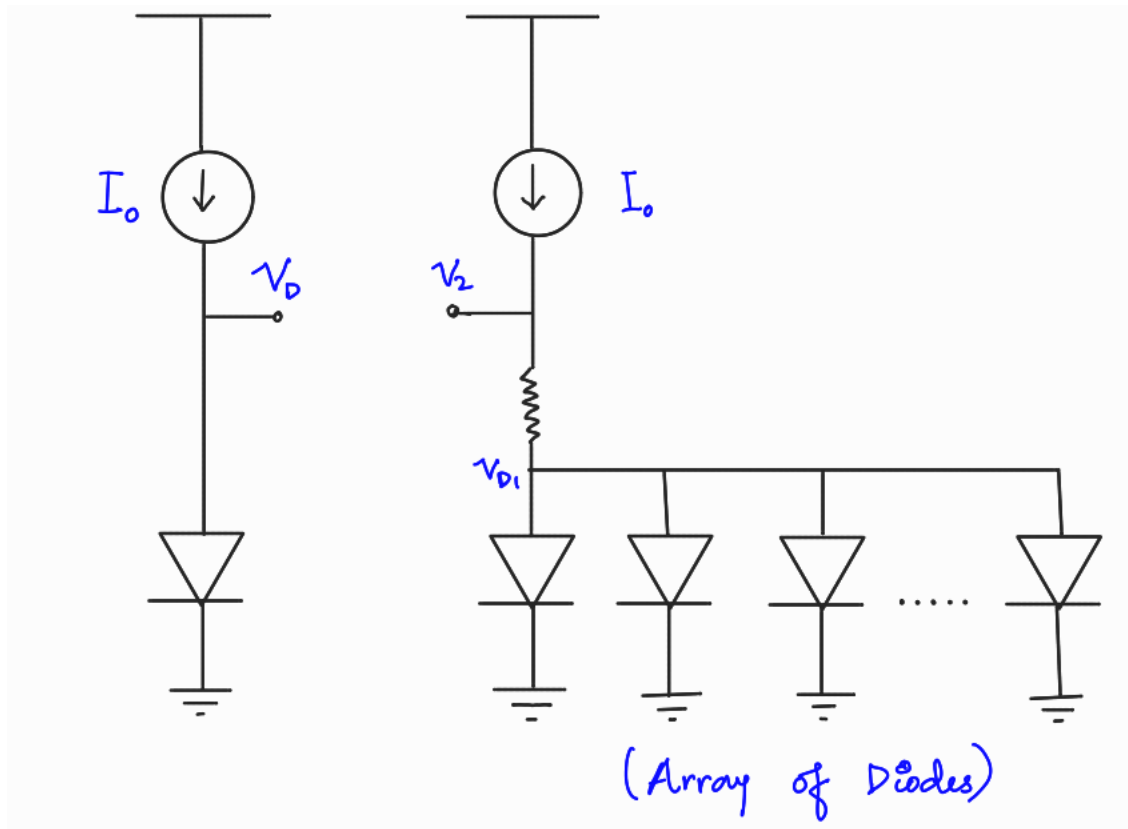 I₀
V_D
V₂
I₀
V_D₁
.....
(Array of Diodes)